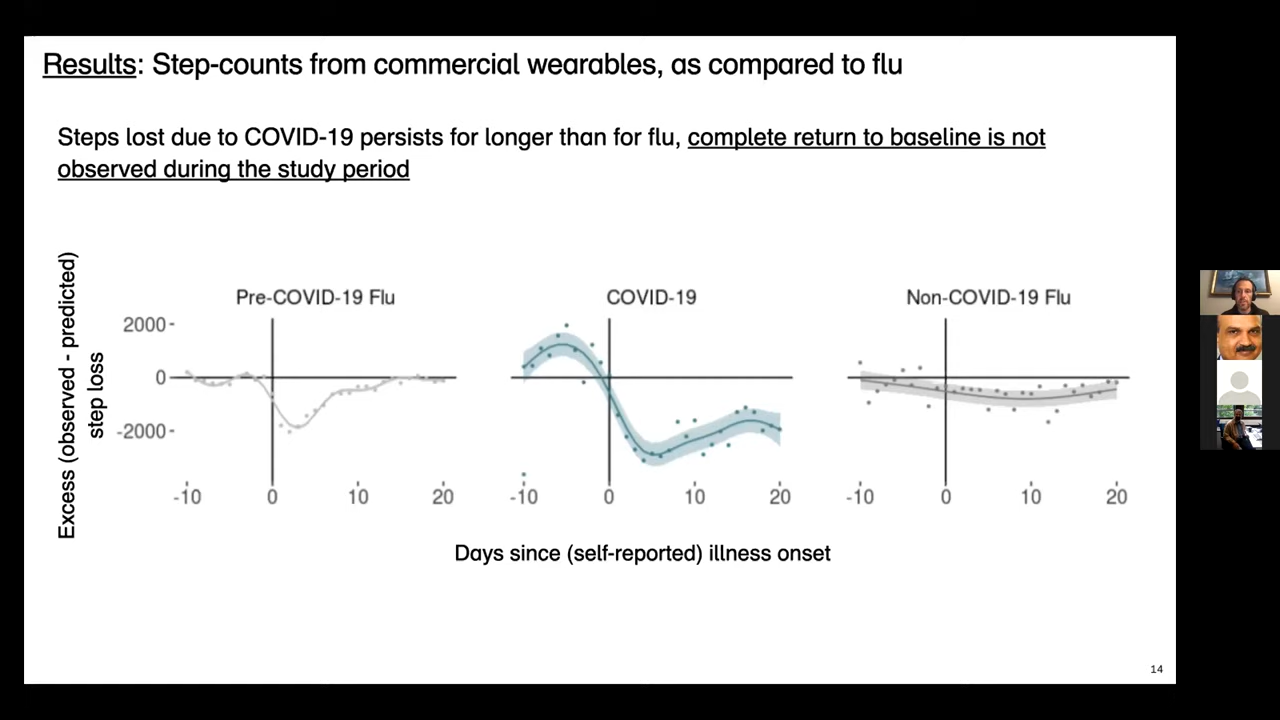 Results: Step-counts from commercial wearables, as compared to flu
Steps lost due to COVID-19 persists for longer than for flu, complete return to baseline is not
observed during the study period
Excess (observed - predicted)
step loss
Pre-COVID-19 Flu
COVID-19
Non-COVID-19 Flu
2000
0
-2000
-10 0 10 20
-10 0 10 20
-10 0 10 20
Days since (self-reported) illness onset
14